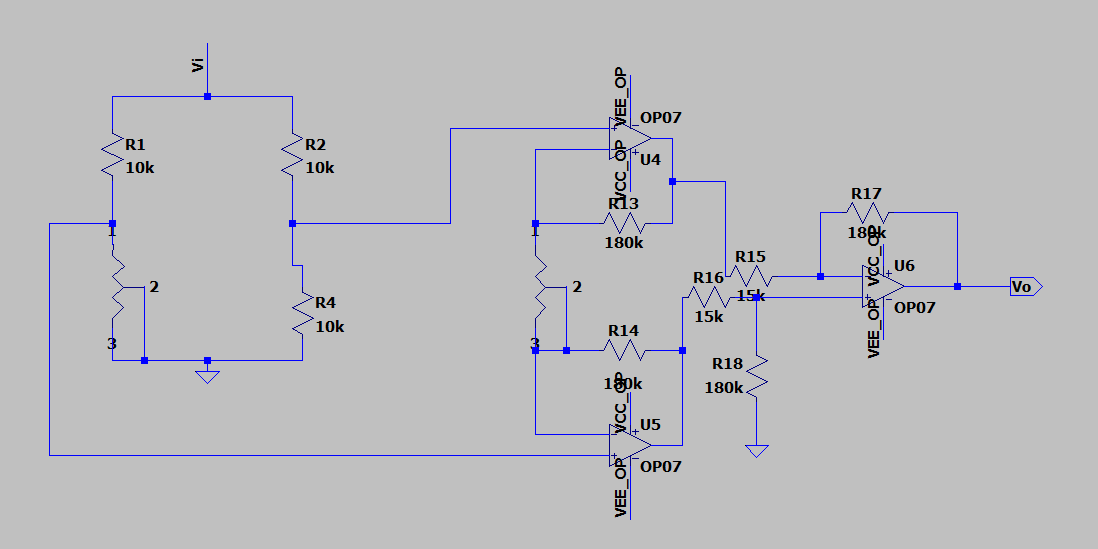 Vi
R1
10k
R2
10k
1
2
3
R4
10k
VEE_OP
OP07
U4
VCC_OP
R13
180k
1
2
3
R14
180k
VCC_OP
U5
OP07
VEE_OP
R15
15k
R16
15k
R17
180k
VCC_OP
U6
OP07
VEE_OP
R18
180k
Vo